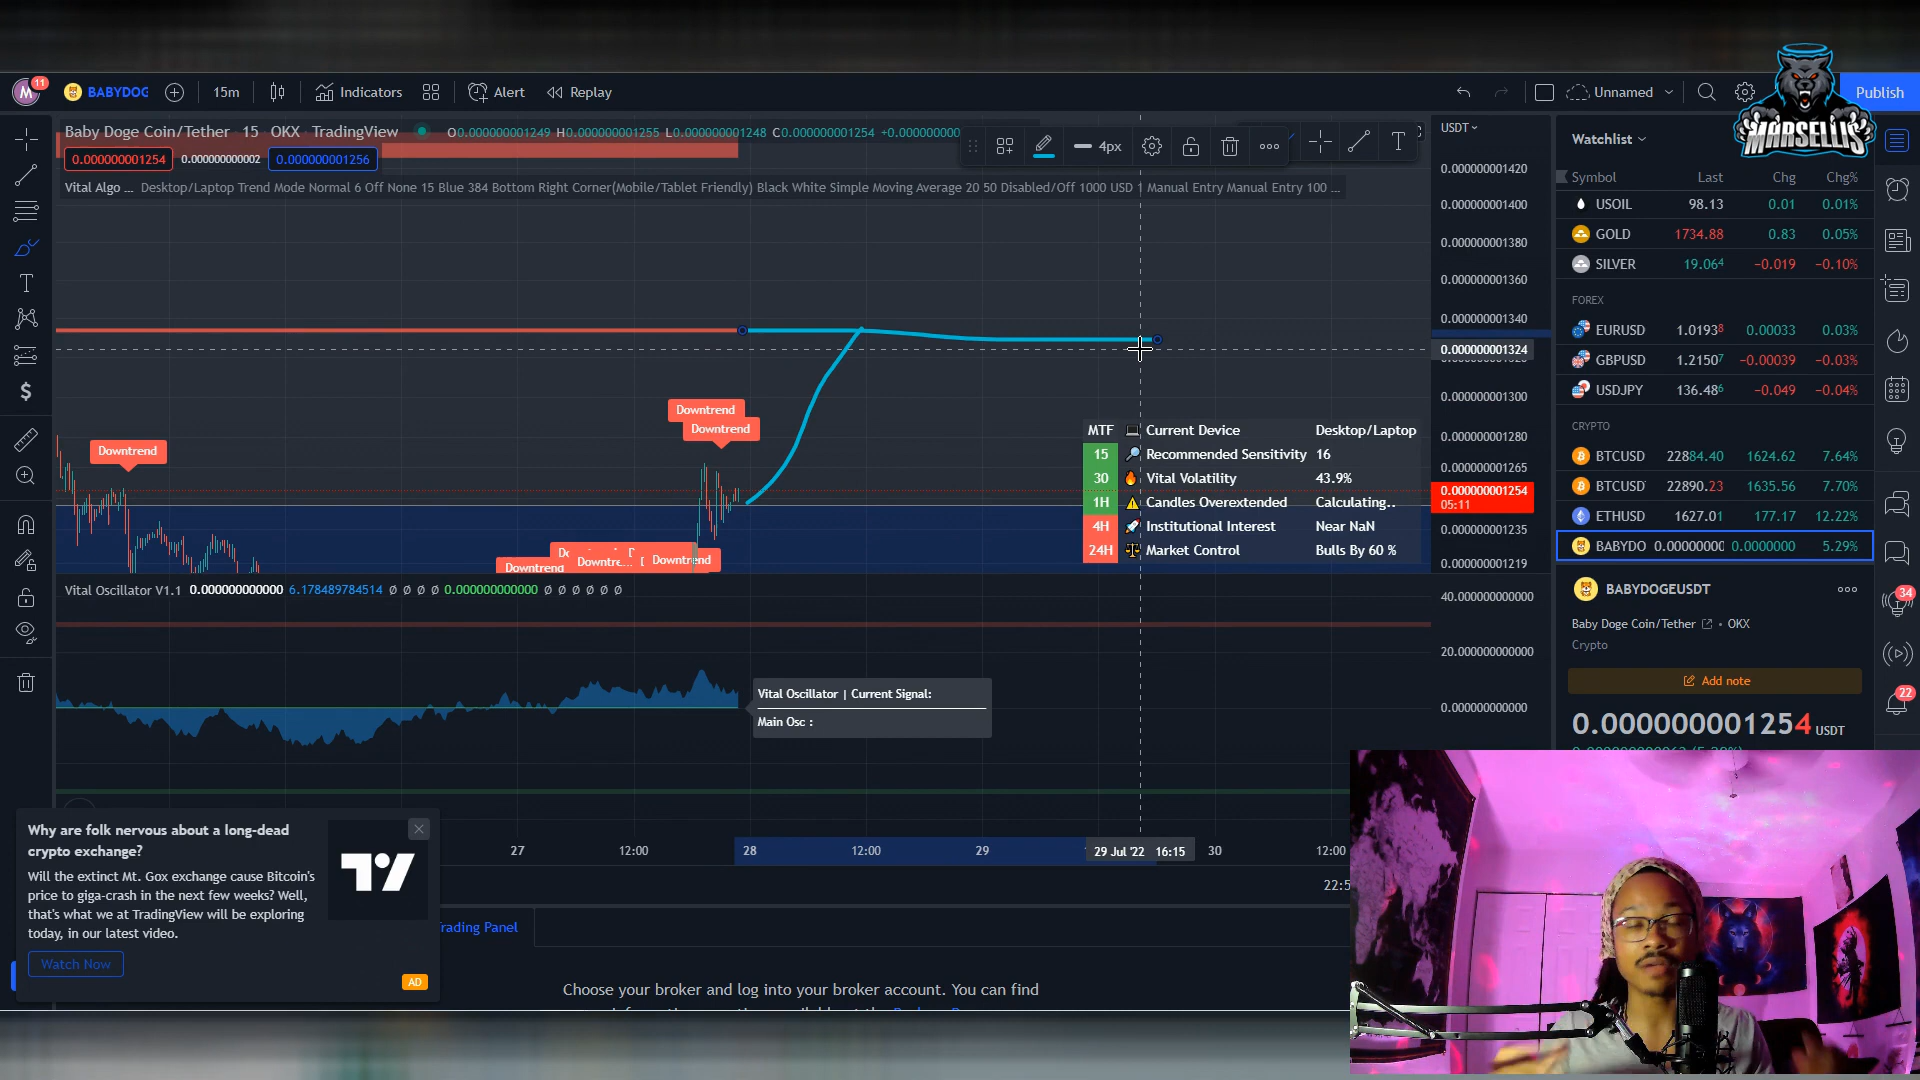 M 11 BABYDOG 15m Indicators Alert Replay Unnamed Publish
MARSELLIS
Baby Doge Coin/Tether · 15 · OKX · TradingView O0.000000001249 H0.000000001255 L0.000000001248 C0.000000001254 +0.000000000
0.000000001254 0.000000000002 0.000000001256
4px
T
Vital Algo ... Desktop/Laptop Trend Mode Normal 6 Off None 15 Blue 384 Bottom Right Corner(Mobile/Tablet Friendly) Black White Simple Moving Average 20 50 Disabled/Off 1000 USD 1 Manual Entry Manual Entry 100 ...
USDT
0.000000001420
0.000000001400
0.000000001380
0.000000001360
0.000000001340
0.000000001324
0.000000001300
0.000000001280
0.000000001265
0.000000001254
05:11
0.000000001235
0.000000001219
Downtrend
Downtrend
Downtrend
Downtrend
Downtre...
Downtrend
MTF Current Device Desktop/Laptop
15 Recommended Sensitivity 16
30 Vital Volatility 43.9%
1H Candles Overextended Calculating..
4H Institutional Interest Near NaN
24H Market Control Bulls By 60 %
Vital Oscillator V1.1 0.000000000000 6.178489784514 ∅ ∅ ∅ ∅ 0.000000000000 ∅ ∅ ∅ ∅ ∅ ∅
40.000000000000
20.000000000000
0.000000000000
Vital Oscillator | Current Signal:
Main Osc :
27 12:00 28 12:00 29 29 Jul '22 16:15 30 12:00
22:5
Why are folk nervous about a long-dead
crypto exchange?
Will the extinct Mt. Gox exchange cause Bitcoin's
price to giga-crash in the next few weeks? Well,
that's what we at TradingView will be exploring
today, in our latest video.
Watch Now
AD
rading Panel
Choose your broker and log into your broker account. You can find
Watchlist
Symbol Last Chg Chg%
USOIL 98.13 0.01 0.01%
GOLD 1734.88 0.83 0.05%
SILVER 19.064 −0.019 −0.10%
FOREX
EURUSD 1.01938 0.00033 0.03%
GBPUSD 1.21507 −0.00039 −0.03%
USDJPY 136.486 −0.049 −0.04%
CRYPTO
BTCUSD 22884.40 1624.62 7.64%
BTCUSD 22890.23 1635.56 7.70%
ETHUSD 1627.01 177.17 12.22%
BABYDO 0.00000000 0.0000000 5.29%
BABYDOGEUSDT
Baby Doge Coin/Tether · OKX
Crypto
Add note
0.000000001254 USDT
34
22